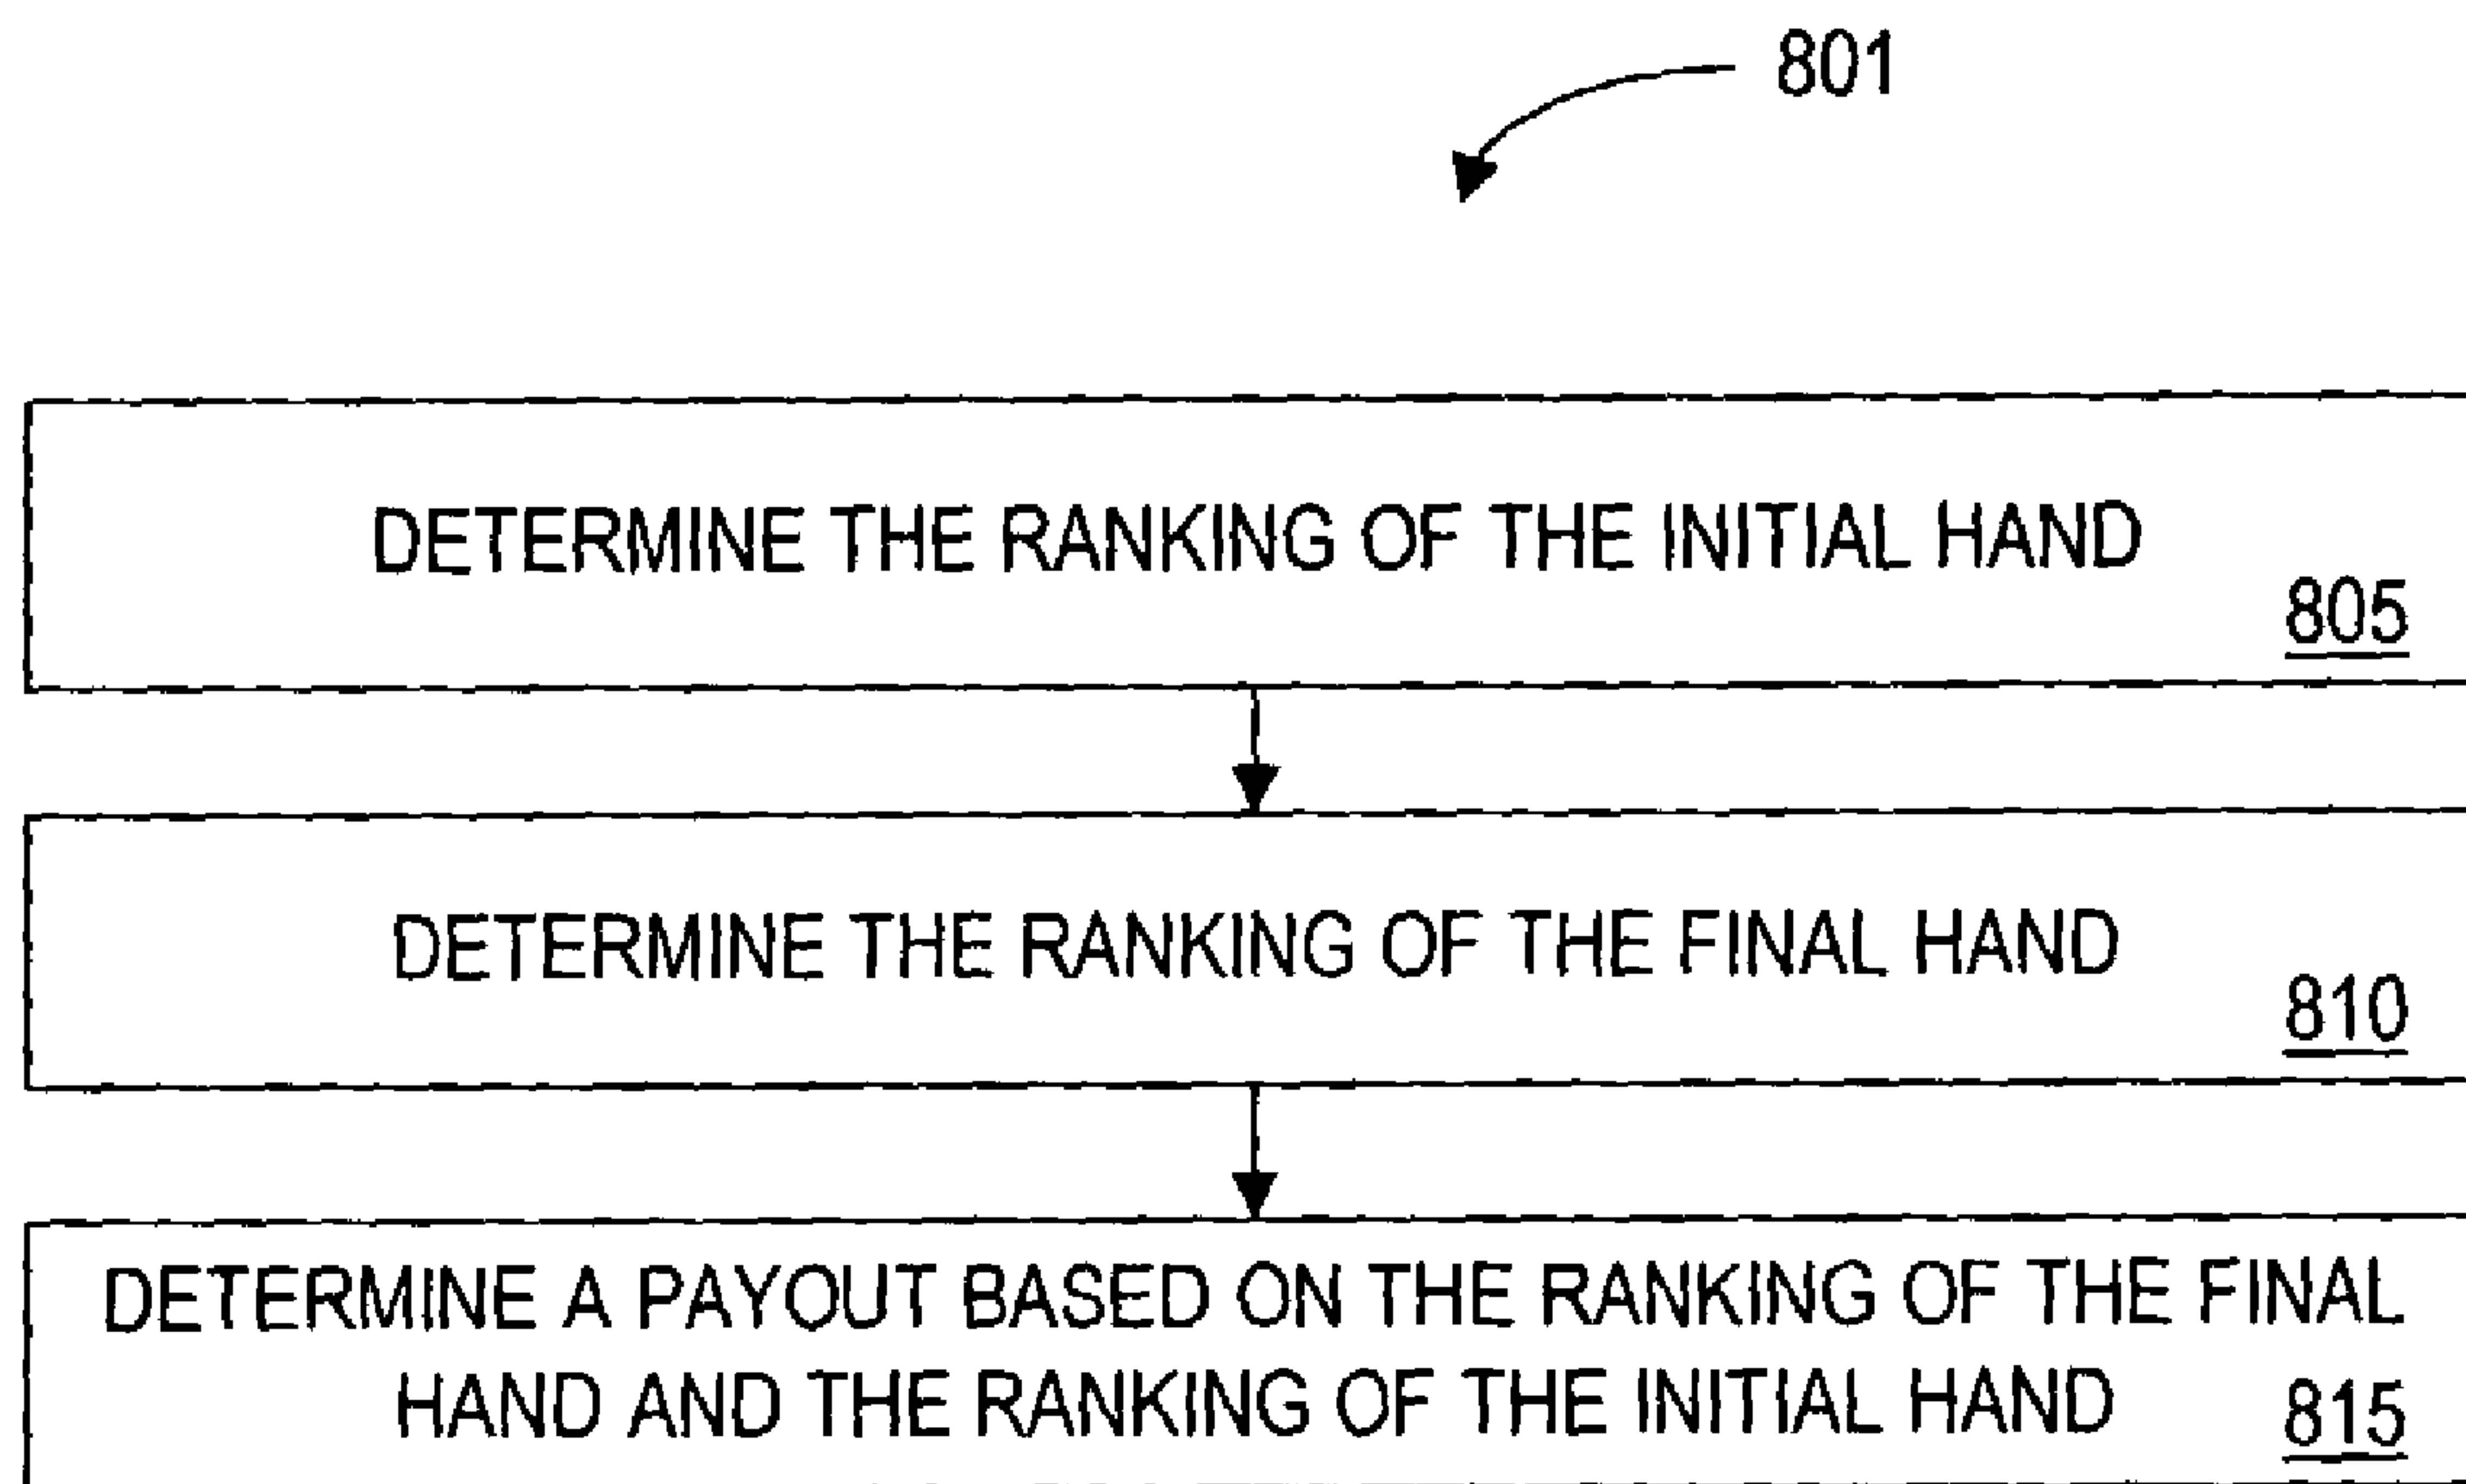 801
DETERMINE THE RANKING OF THE INITIAL HAND
805
DETERMINE THE RANKING OF THE FINAL HAND
810
DETERMINE A PAYOUT BASED ON THE RANKING OF THE FINAL
HAND AND THE RANKING OF THE INITIAL HAND
815